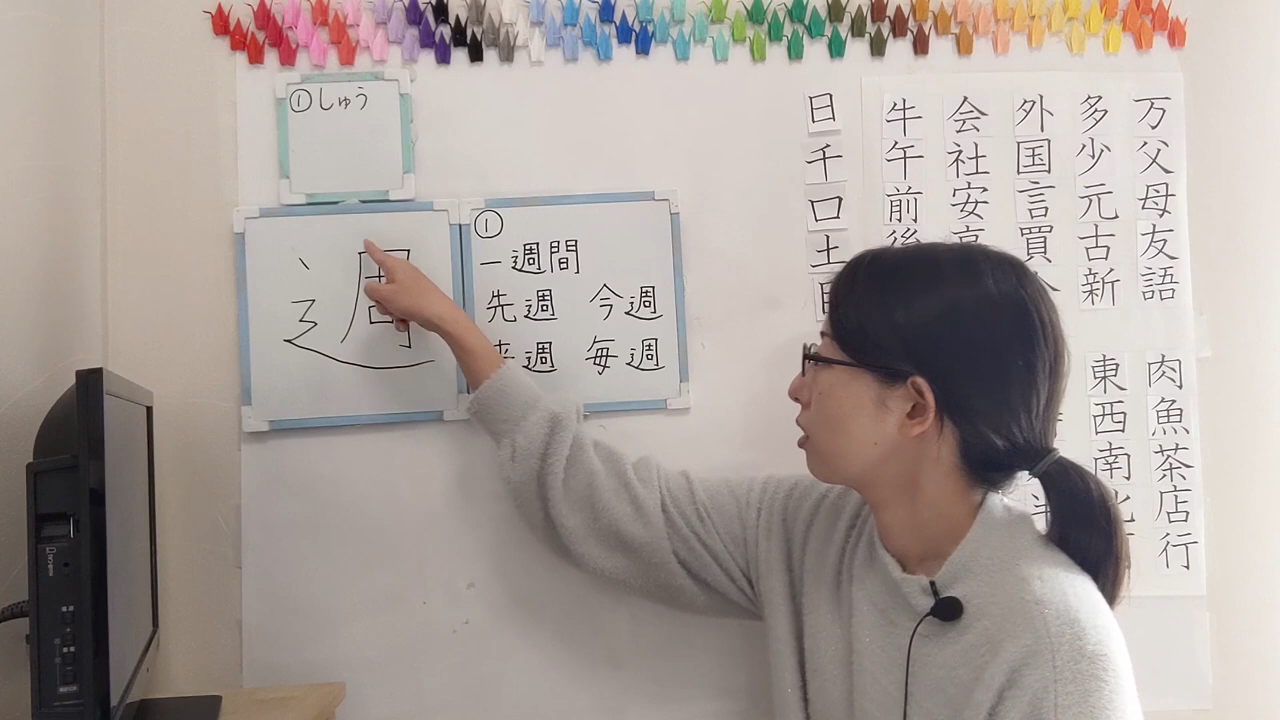 ①しゅう
週
①
一週間
先週 今週
来週 毎週
万父母友語
多少元古新
外国言買
会社安高
牛午前後
日千口土
肉魚茶店行
東西南北